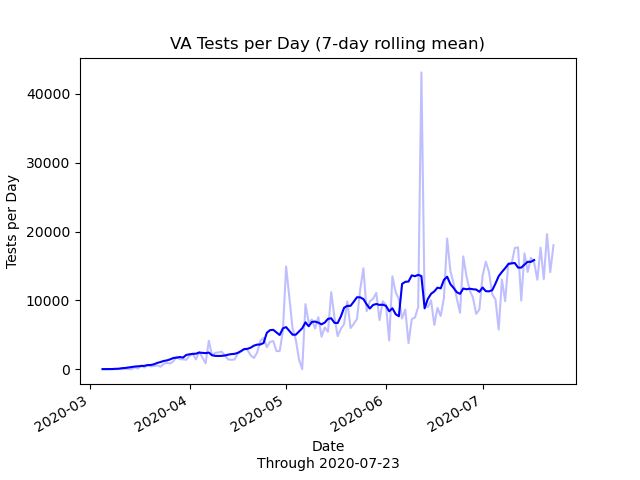 VA Tests per Day (7-day rolling mean)
40000
30000
20000
10000
0
Tests per Day
2020-03
2020-04
2020-05
2020-06
2020-07
Date
Through 2020-07-23